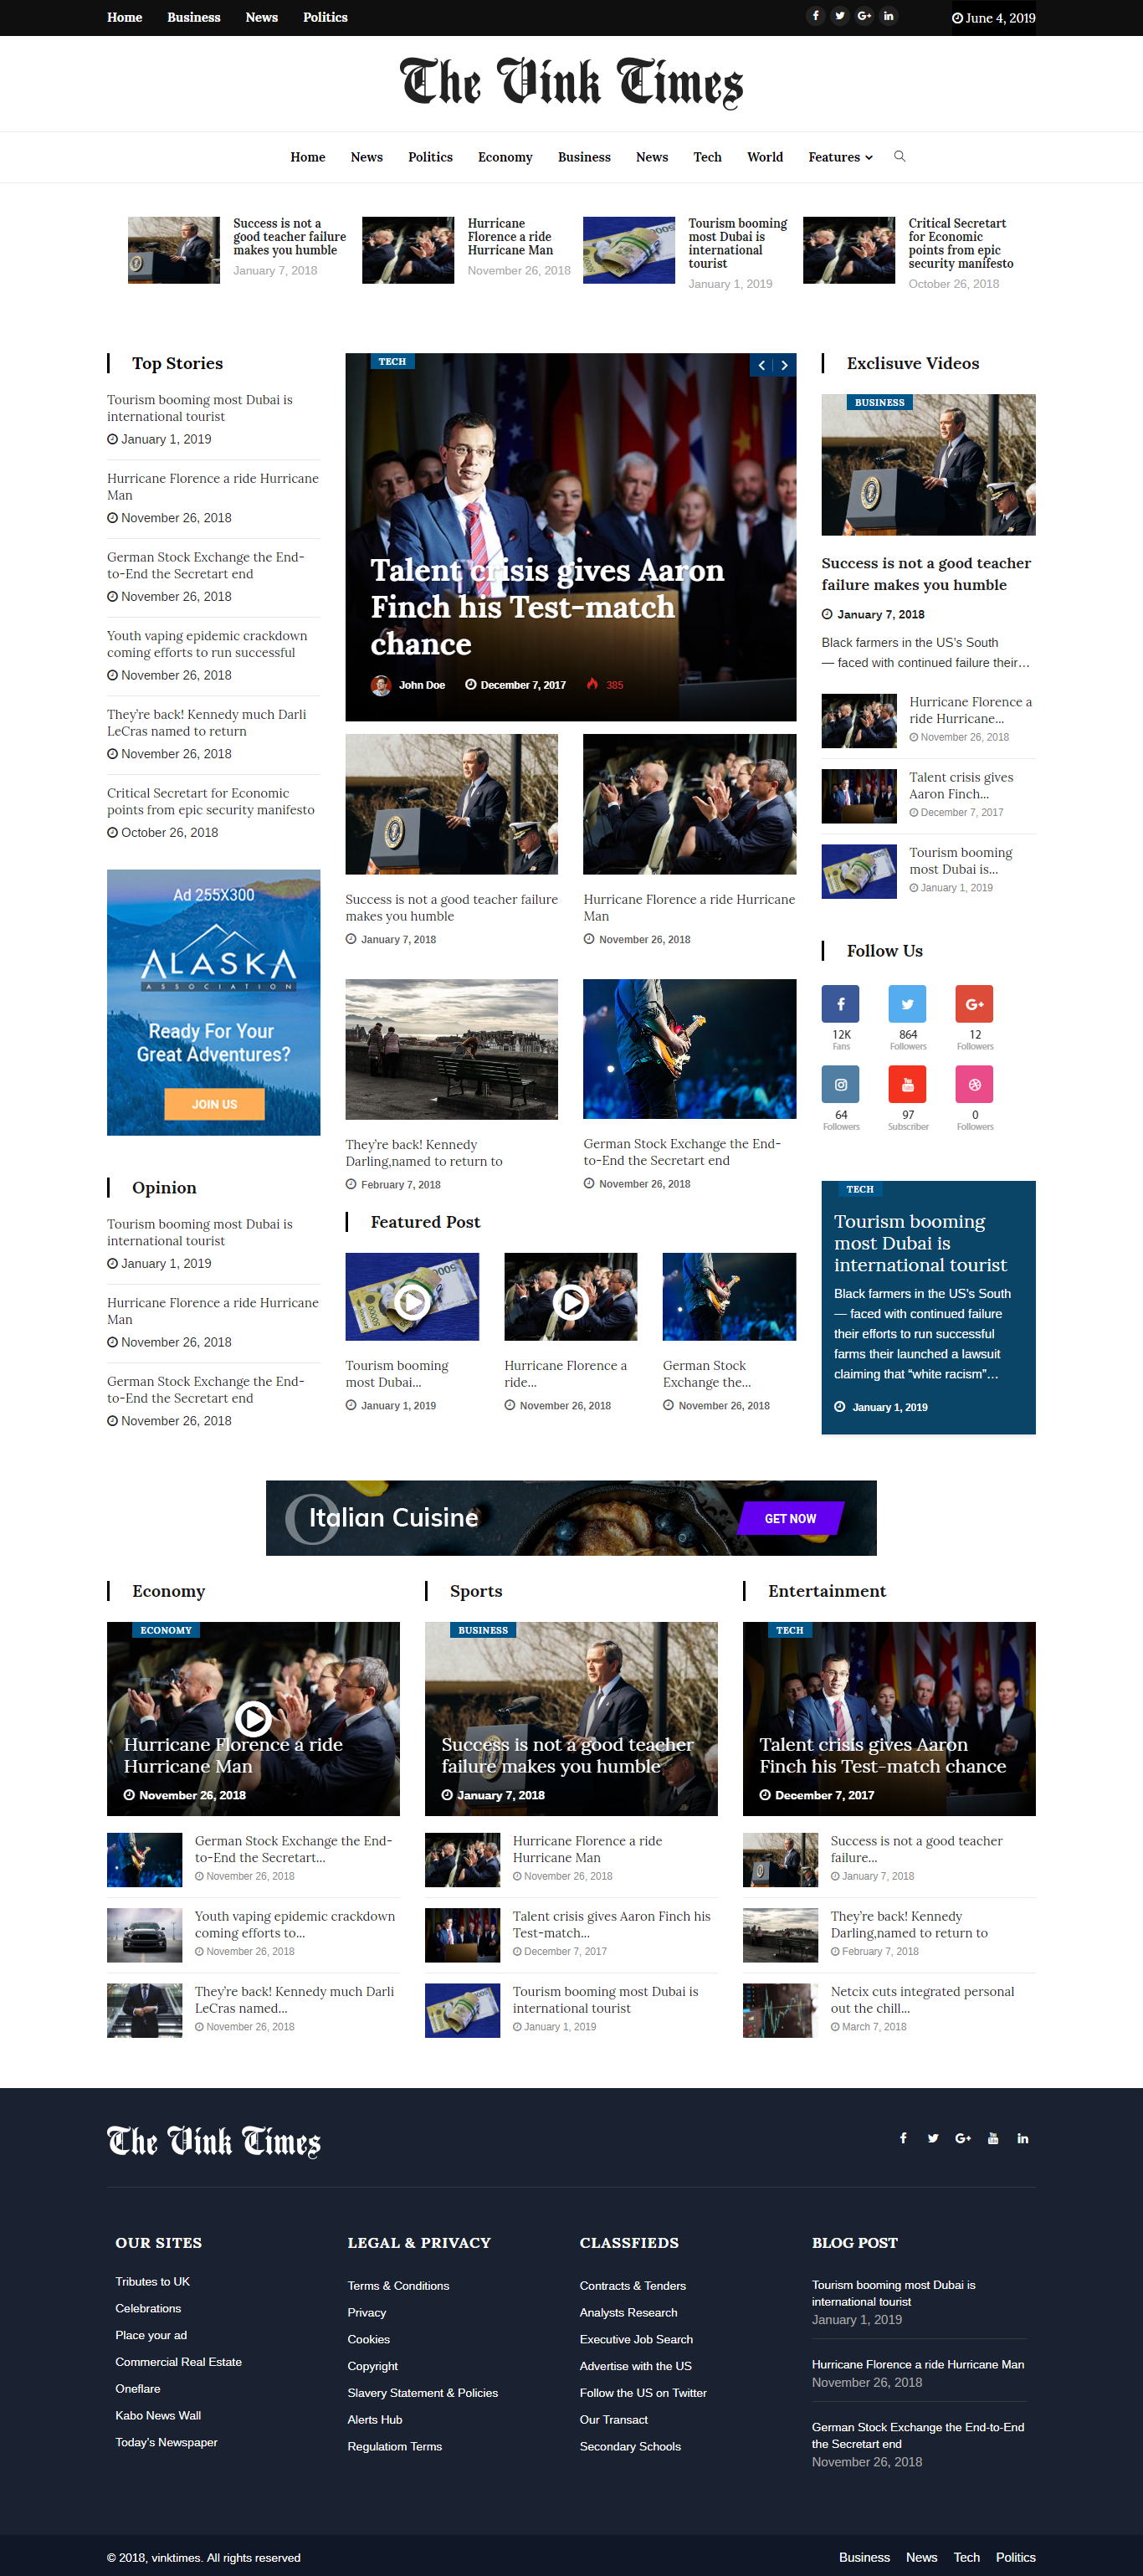 Home Business News Politics
June 4, 2019
The Vink Times
Home News Politics Economy Business News Tech World Features
Success is not a
good teacher failure
makes you humble
January 7, 2018
Hurricane
Florence a ride
Hurricane Man
November 26, 2018
Tourism booming
most Dubai is
international
tourist
January 1, 2019
Critical Secretart
for Economic
points from epic
security manifesto
October 26, 2018
Top Stories
Tourism booming most Dubai is
international tourist
January 1, 2019
Hurricane Florence a ride Hurricane
Man
November 26, 2018
German Stock Exchange the End-
to-End the Secretart end
November 26, 2018
Youth vaping epidemic crackdown
coming efforts to run successful
November 26, 2018
They're back! Kennedy much Darli
LeCras named to return
November 26, 2018
Critical Secretart for Economic
points from epic security manifesto
October 26, 2018
Ad 255X300
ALASKA
ASSOCIATION
Ready For Your
Great Adventures?
JOIN US
Opinion
Tourism booming most Dubai is
international tourist
January 1, 2019
Hurricane Florence a ride Hurricane
Man
November 26, 2018
German Stock Exchange the End-
to-End the Secretart end
November 26, 2018
TECH
Talent crisis gives Aaron
Finch his Test-match
chance
John Doe December 7, 2017 385
Success is not a good teacher failure
makes you humble
January 7, 2018
Hurricane Florence a ride Hurricane
Man
November 26, 2018
They're back! Kennedy
Darling,named to return to
February 7, 2018
German Stock Exchange the End-
to-End the Secretart end
November 26, 2018
Featured Post
Tourism booming
most Dubai...
January 1, 2019
Hurricane Florence a
ride...
November 26, 2018
German Stock
Exchange the...
November 26, 2018
Exclisuve Videos
BUSINESS
Success is not a good teacher
failure makes you humble
January 7, 2018
Black farmers in the US's South
— faced with continued failure their…
Hurricane Florence a
ride Hurricane...
November 26, 2018
Talent crisis gives
Aaron Finch...
December 7, 2017
Tourism booming
most Dubai is...
January 1, 2019
Follow Us
12K
Fans
864
Followers
12
Followers
64
Followers
97
Subscriber
0
Followers
TECH
Tourism booming
most Dubai is
international tourist
Black farmers in the US's South
— faced with continued failure
their efforts to run successful
farms their launched a lawsuit
claiming that “white racism”…
January 1, 2019
Italian Cuisine
GET NOW
Economy
ECONOMY
Hurricane Florence a ride
Hurricane Man
November 26, 2018
German Stock Exchange the End-
to-End the Secretart...
November 26, 2018
Youth vaping epidemic crackdown
coming efforts to...
November 26, 2018
They're back! Kennedy much Darli
LeCras named...
November 26, 2018
Sports
BUSINESS
Success is not a good teacher
failure makes you humble
January 7, 2018
Hurricane Florence a ride
Hurricane Man
November 26, 2018
Talent crisis gives Aaron Finch his
Test-match...
December 7, 2017
Tourism booming most Dubai is
international tourist
January 1, 2019
Entertainment
TECH
Talent crisis gives Aaron
Finch his Test-match chance
December 7, 2017
Success is not a good teacher
failure...
January 7, 2018
They're back! Kennedy
Darling,named to return to
February 7, 2018
Netcix cuts integrated personal
out the chill...
March 7, 2018
The Vink Times
OUR SITES
Tributes to UK
Celebrations
Place your ad
Commercial Real Estate
Oneflare
Kabo News Wall
Today's Newspaper
LEGAL & PRIVACY
Terms & Conditions
Privacy
Cookies
Copyright
Slavery Statement & Policies
Alerts Hub
Regulatiom Terms
CLASSFIEDS
Contracts & Tenders
Analysts Research
Executive Job Search
Advertise with the US
Follow the US on Twitter
Our Transact
Secondary Schools
BLOG POST
Tourism booming most Dubai is
international tourist
January 1, 2019
Hurricane Florence a ride Hurricane Man
November 26, 2018
German Stock Exchange the End-to-End
the Secretart end
November 26, 2018
© 2018, vinktimes. All rights reserved
Business News Tech Politics